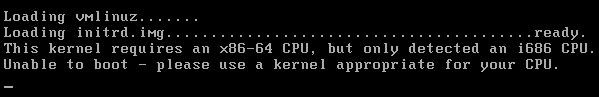 Loading vmlinuz.......
Loading initrd.img.........................................ready.
This kernel requires an x86-64 CPU, but only detected an i686 CPU.
Unable to boot - please use a kernel appropriate for your CPU.
_